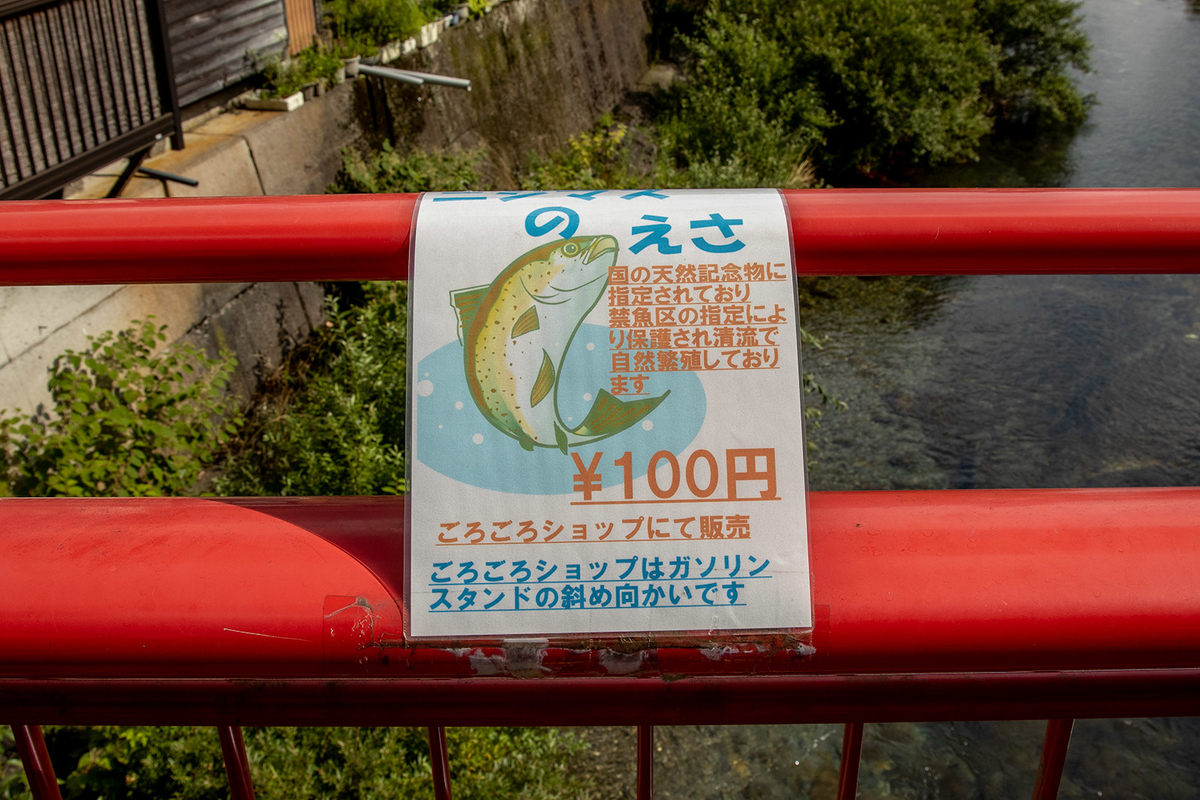 の えさ
国の天然記念物に
指定されており
禁魚区の指定によ
り保護され清流で
自然繁殖しており
ます
¥100円
ごろごろショップにて販売
ごろごろショップはガソリン
スタンドの斜め向かいです